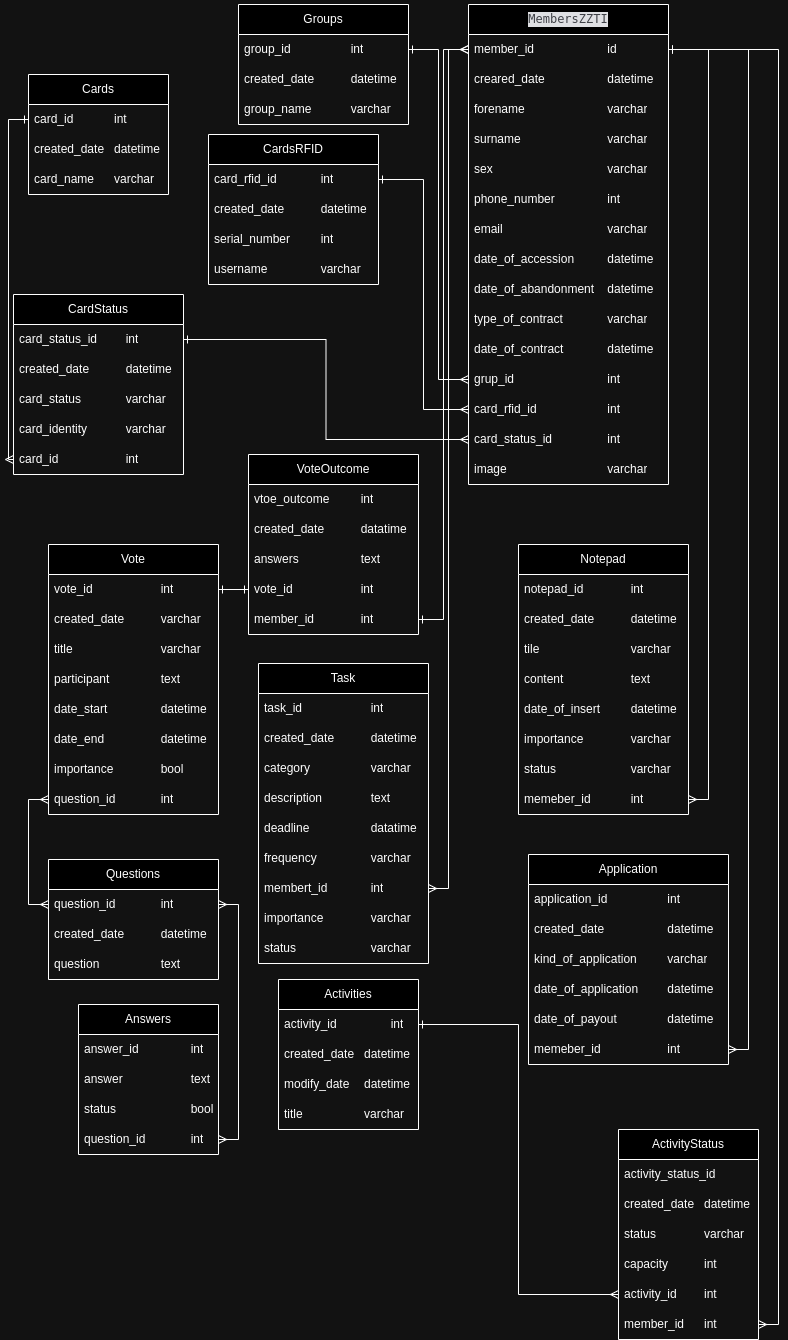 Groups
group_id int
created_date datetime
group_name varchar
MembersZZTI
member_id id
creared_date datetime
forename varchar
surname varchar
sex varchar
phone_number int
email varchar
date_of_accession datetime
date_of_abandonment datetime
type_of_contract varchar
date_of_contract datetime
grup_id int
card_rfid_id int
card_status_id int
image varchar
Cards
card_id int
created_date datetime
card_name varchar
CardsRFID
card_rfid_id int
created_date datetime
serial_number int
username varchar
CardStatus
card_status_id int
created_date datetime
card_status varchar
card_identity varchar
card_id int
VoteOutcome
vtoe_outcome int
created_date datatime
answers text
vote_id int
member_id int
Vote
vote_id int
created_date varchar
title varchar
participant text
date_start datetime
date_end datetime
importance bool
question_id int
Notepad
notepad_id int
created_date datetime
tile varchar
content text
date_of_insert datetime
importance varchar
status varchar
memeber_id int
Task
task_id int
created_date datetime
category varchar
description text
deadline datatime
frequency varchar
membert_id int
importance varchar
status varchar
Questions
question_id int
created_date datetime
question text
Application
application_id int
created_date datetime
kind_of_application varchar
date_of_application datetime
date_of_payout datetime
memeber_id int
Answers
answer_id int
answer text
status bool
question_id int
Activities
activity_id int
created_date datetime
modify_date datetime
title varchar
ActivityStatus
activity_status_id
created_date datetime
status varchar
capacity int
activity_id int
member_id int